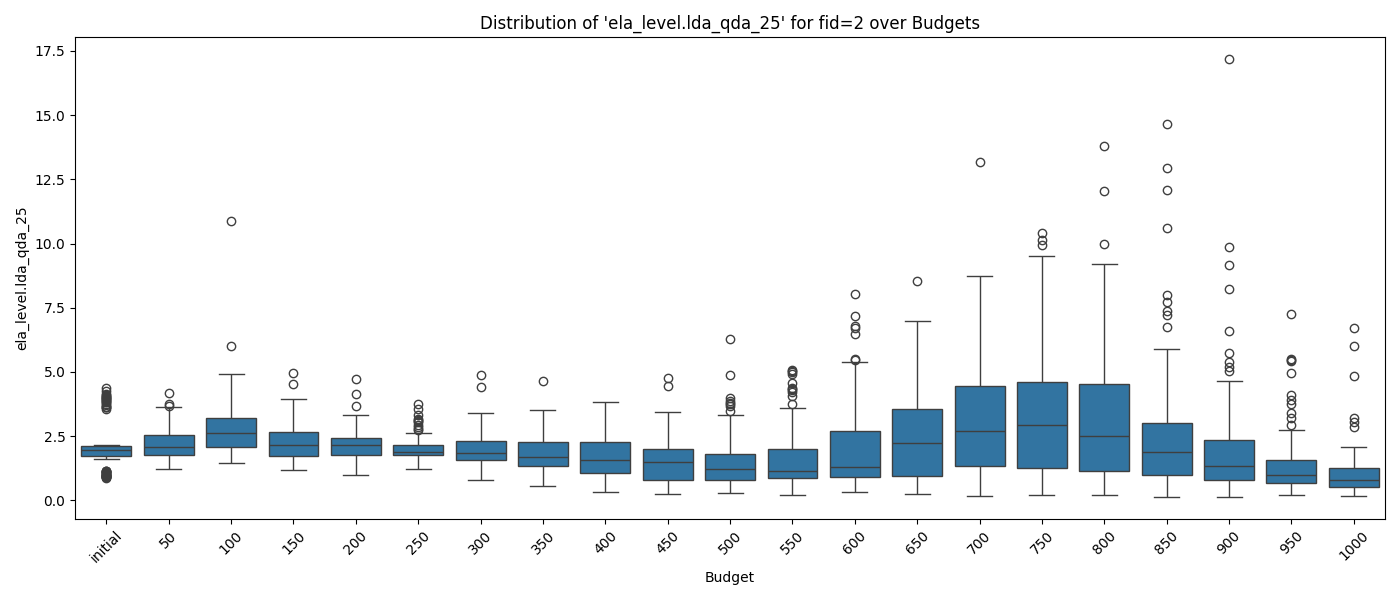 Distribution of 'ela_level.lda_qda_25' for fid=2 over Budgets
17.5
15.0
12.5
10.0
7.5
5.0
2.5
0.0
ela_level.lda_qda_25
initial 50 100 150 200 250 300 350 400 450 500 550 600 650 700 750 800 850 900 950 1000
Budget